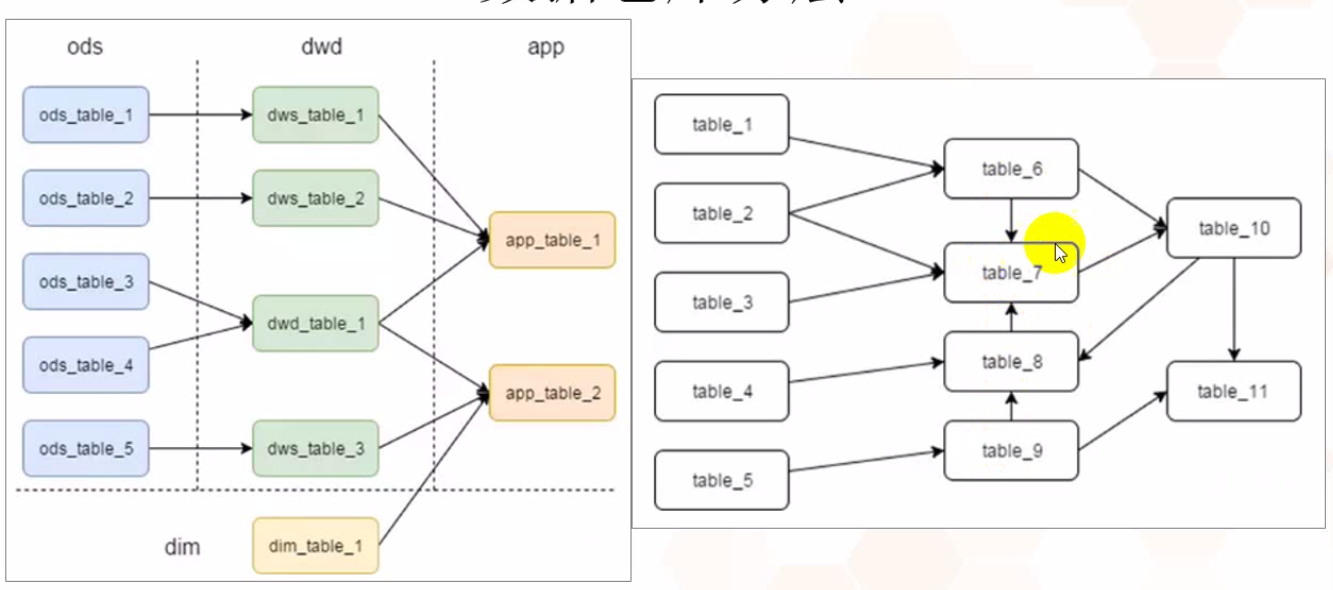 ods dwd app
ods_table_1
dws_table_1
ods_table_2
dws_table_2
app_table_1
ods_table_3
dwd_table_1
ods_table_4
app_table_2
ods_table_5
dws_table_3
dim
dim_table_1
table_1
table_6
table_2
table_10
table_7
table_3
table_8
table_4
table_11
table_9
table_5